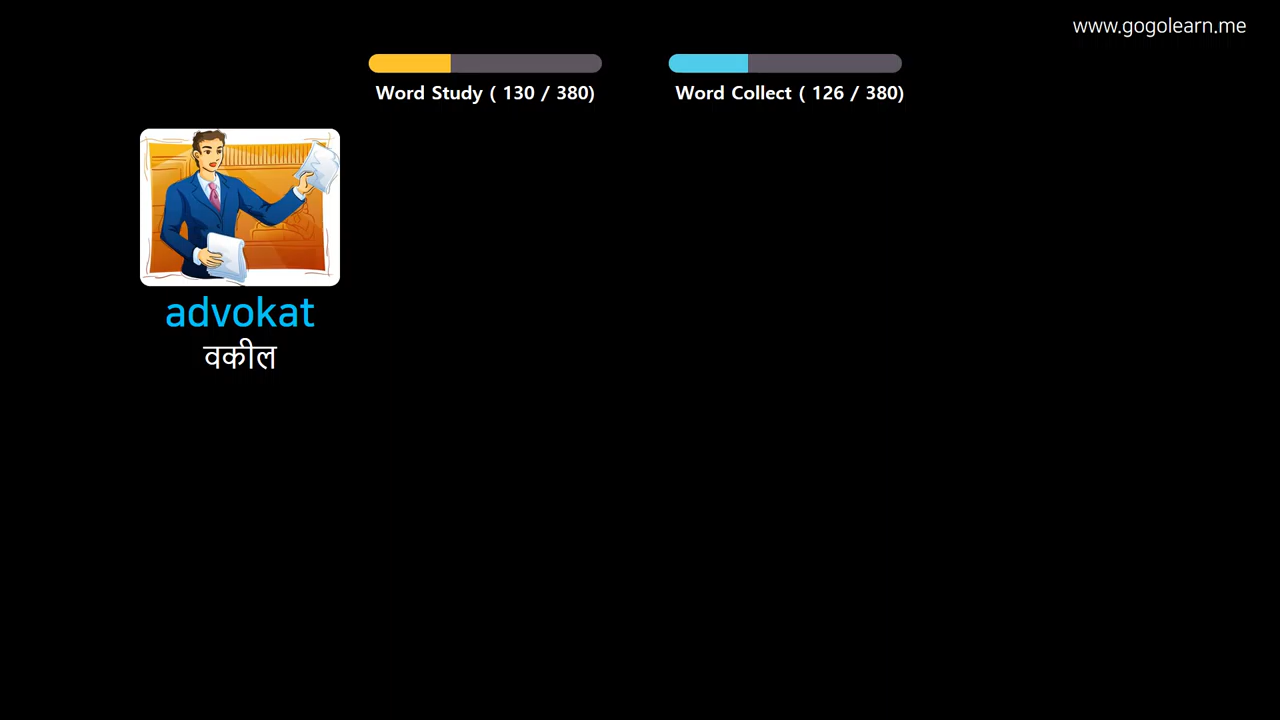 www.gogolearn.me
Word Study ( 130 / 380)
Word Collect ( 126 / 380)
advokat
वकील